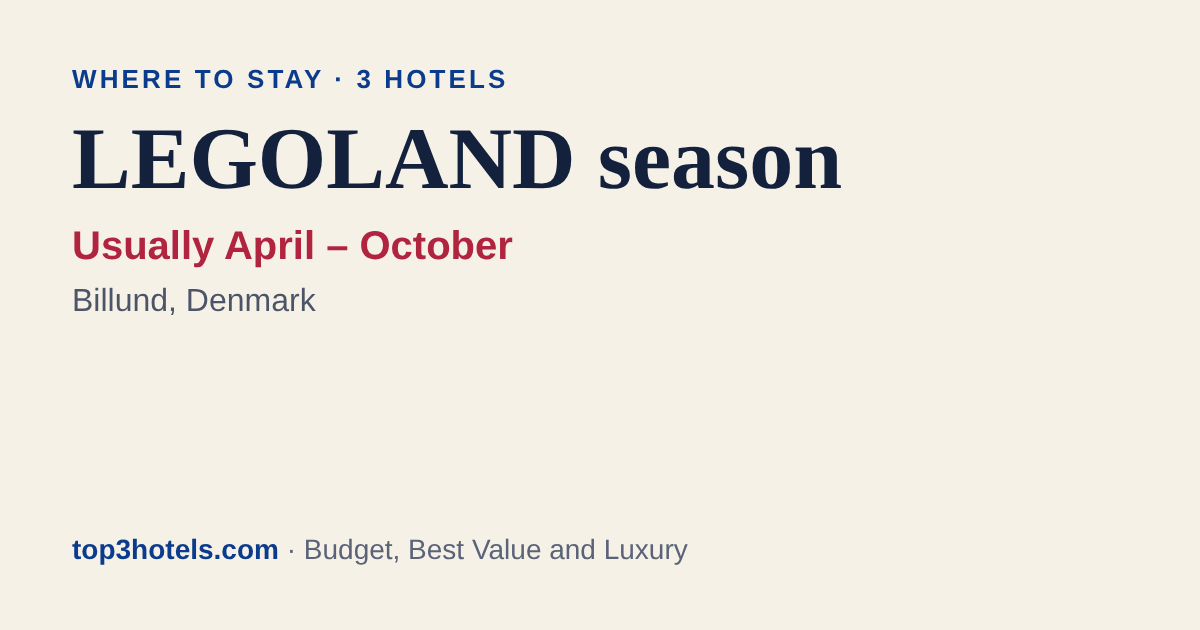 WHERE TO STAY · 3 HOTELS
LEGOLAND season
Usually April – October
Billund, Denmark
top3hotels.com · Budget, Best Value and Luxury